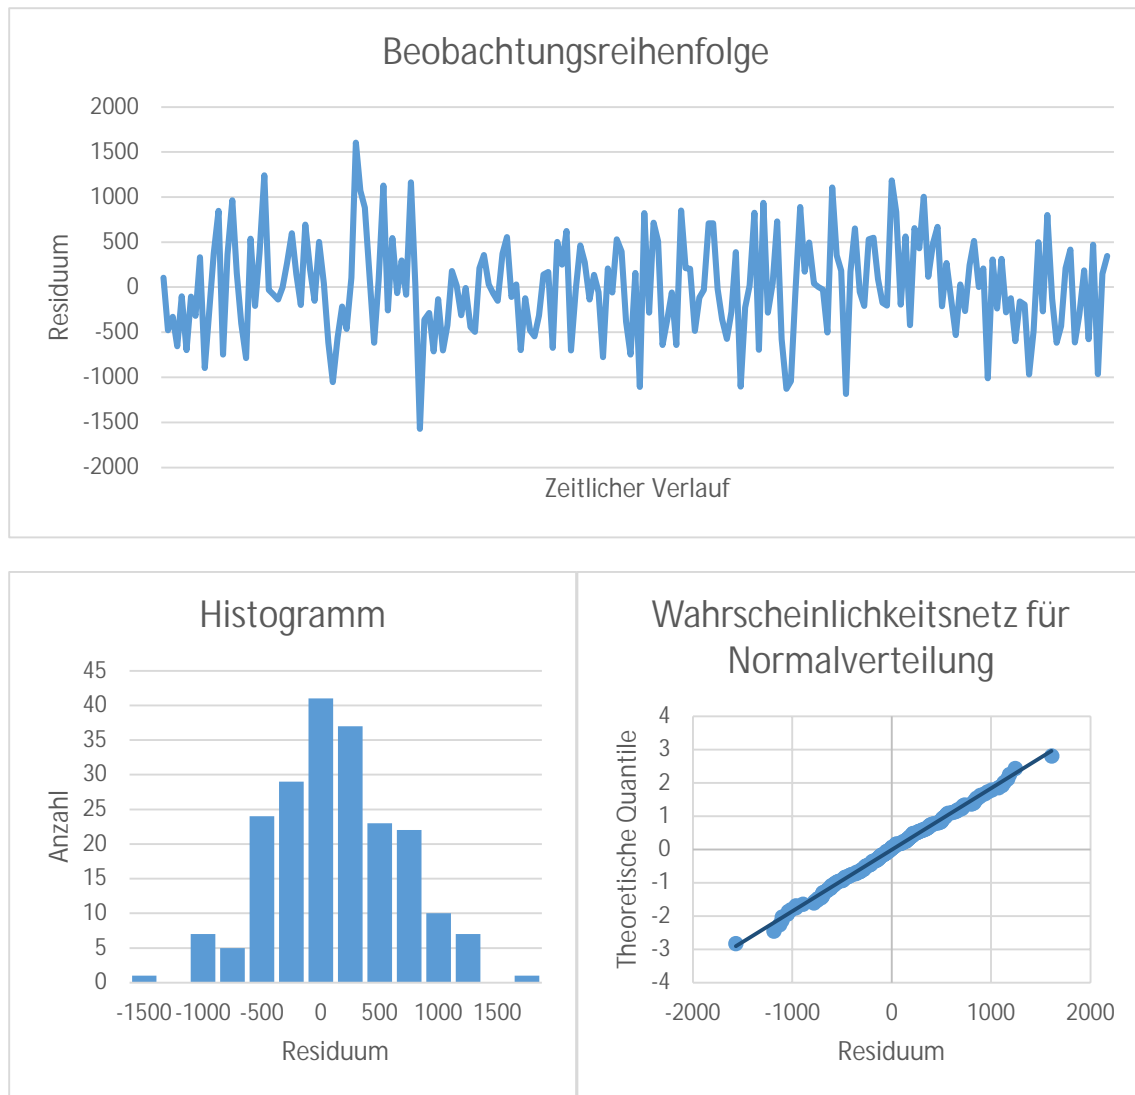 Beobachtungsreihenfolge
2000
1500
1000
500
0
-500
-1000
-1500
-2000
Residuum
Zeitlicher Verlauf
Histogramm
45
40
35
30
25
20
15
10
5
0
Anzahl
-1500 -1000 -500 0 500 1000 1500
Residuum
Wahrscheinlichkeitsnetz für
Normalverteilung
4
3
2
1
0
-1
-2
-3
-4
Theoretische Quantile
-2000 -1000 0 1000 2000
Residuum